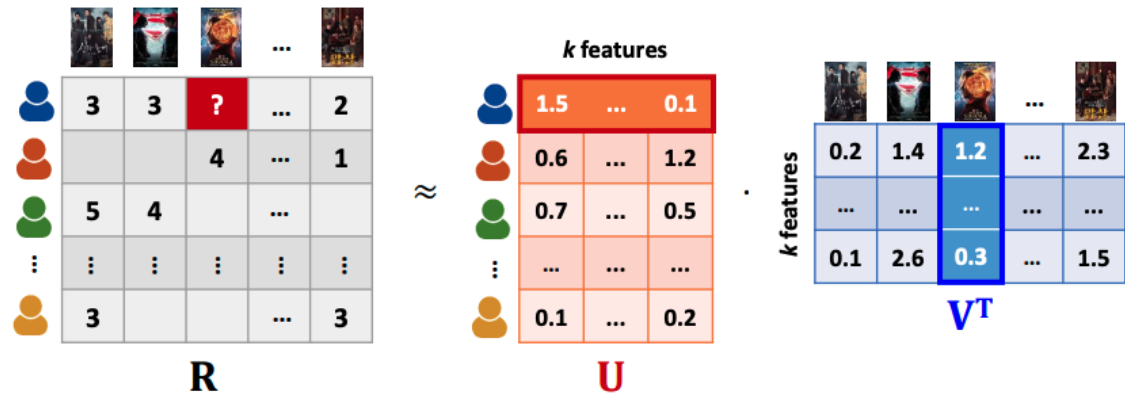 k features
...
3 3 ? ... 2
4 ... 1
5 4 ...
⋮ ⋮ ⋮ ⋮ ⋮ ⋮
3 ... 3
R
≈
1.5 ... 0.1
0.6 ... 1.2
0.7 ... 0.5
⋮ ... ... ...
0.1 ... 0.2
U
·
...
k features
0.2 1.4 1.2 ... 2.3
... ... ... ... ...
0.1 2.6 0.3 ... 1.5
Vᵀ